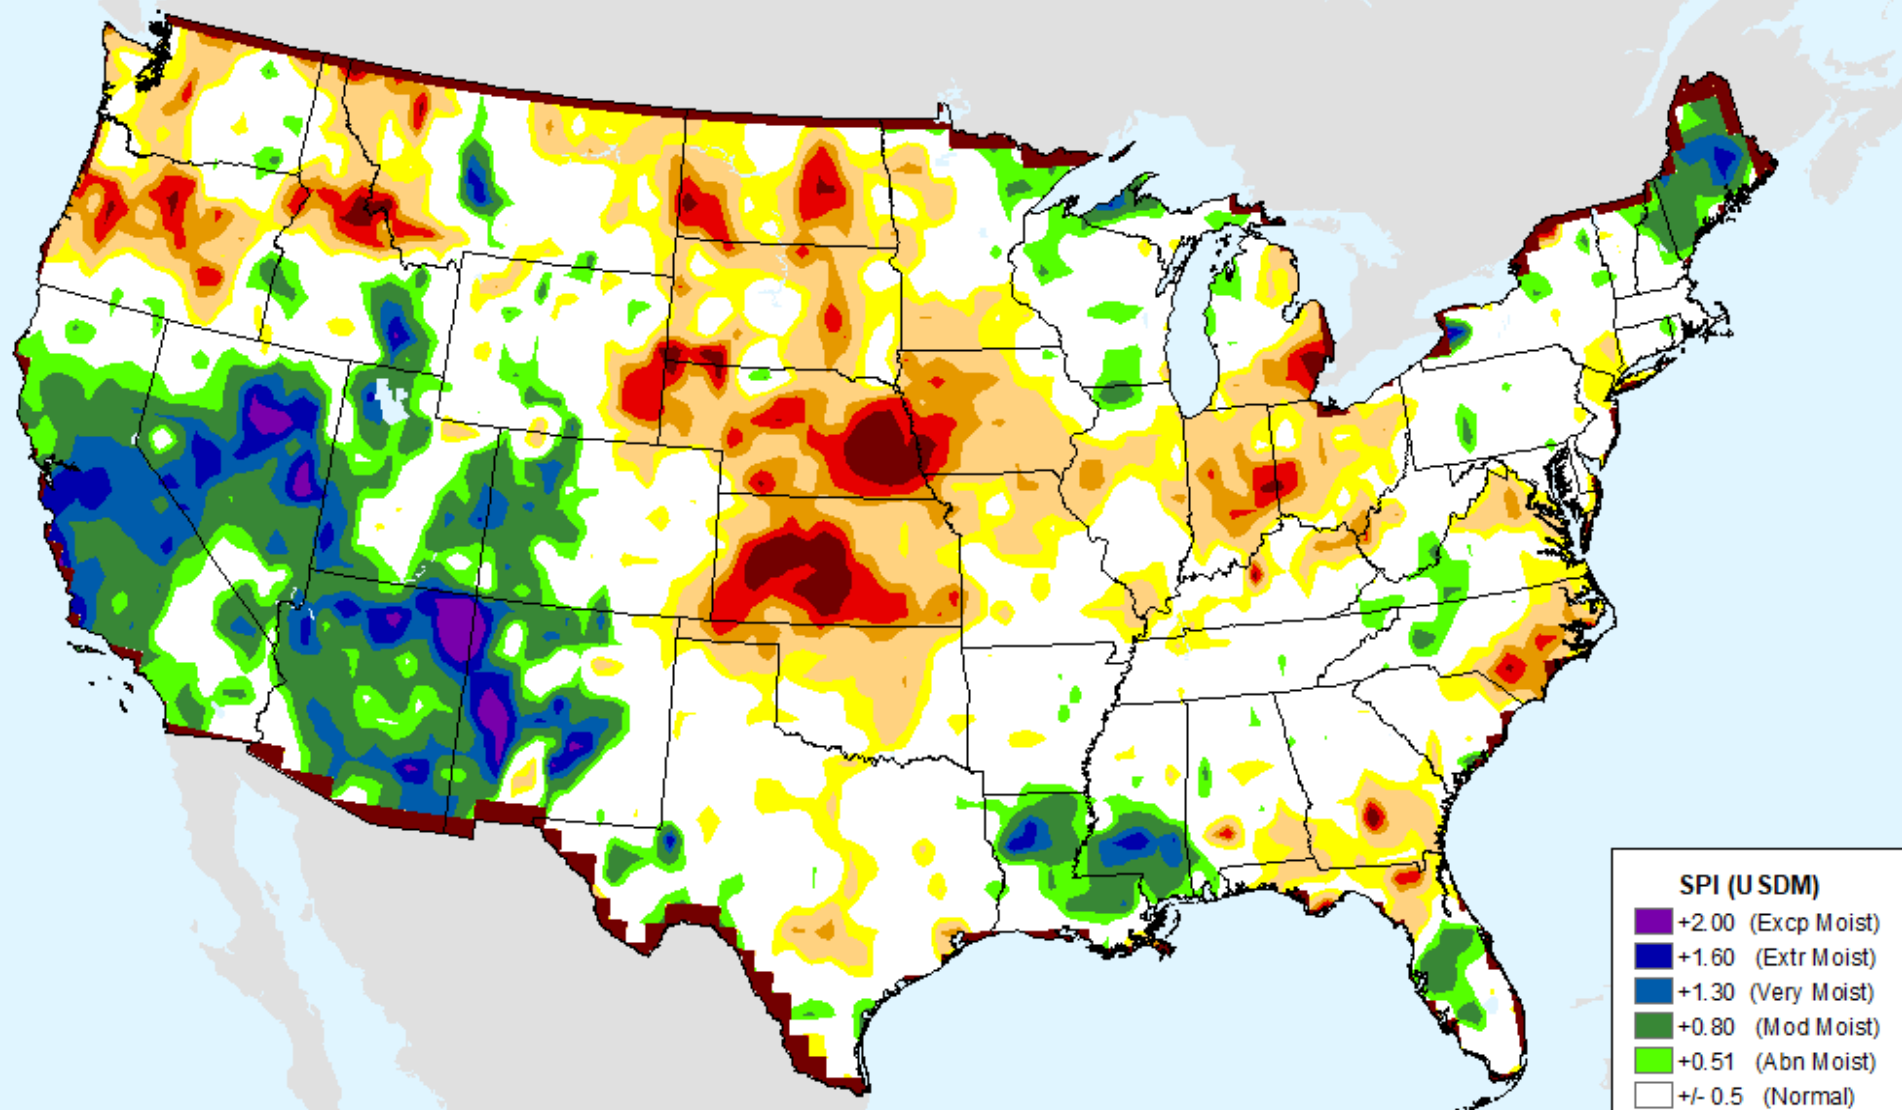 SPI (USDM)
+2.00 (Excp Moist)
+1.60 (Extr Moist)
+1.30 (Very Moist)
+0.80 (Mod Moist)
+0.51 (Abn Moist)
+/- 0.5 (Normal)